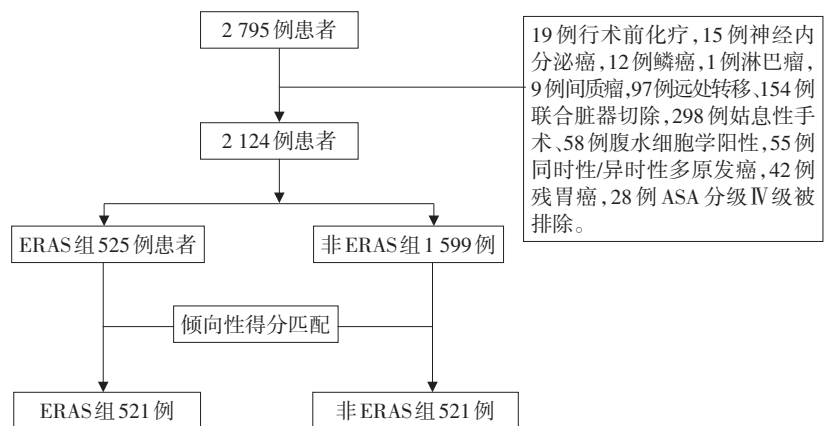 2 795例患者
19例行术前化疗,15例神经内
分泌癌,12例鳞癌,1例淋巴瘤,
9例间质瘤,97例远处转移、154例
联合脏器切除,298例姑息性手
术、58例腹水细胞学阳性,55例
同时性/异时性多原发癌,42例
残胃癌,28例ASA分级Ⅳ级被
排除。
2 124例患者
ERAS组525例患者
非ERAS组1 599例
倾向性得分匹配
ERAS组521例
非ERAS组521例